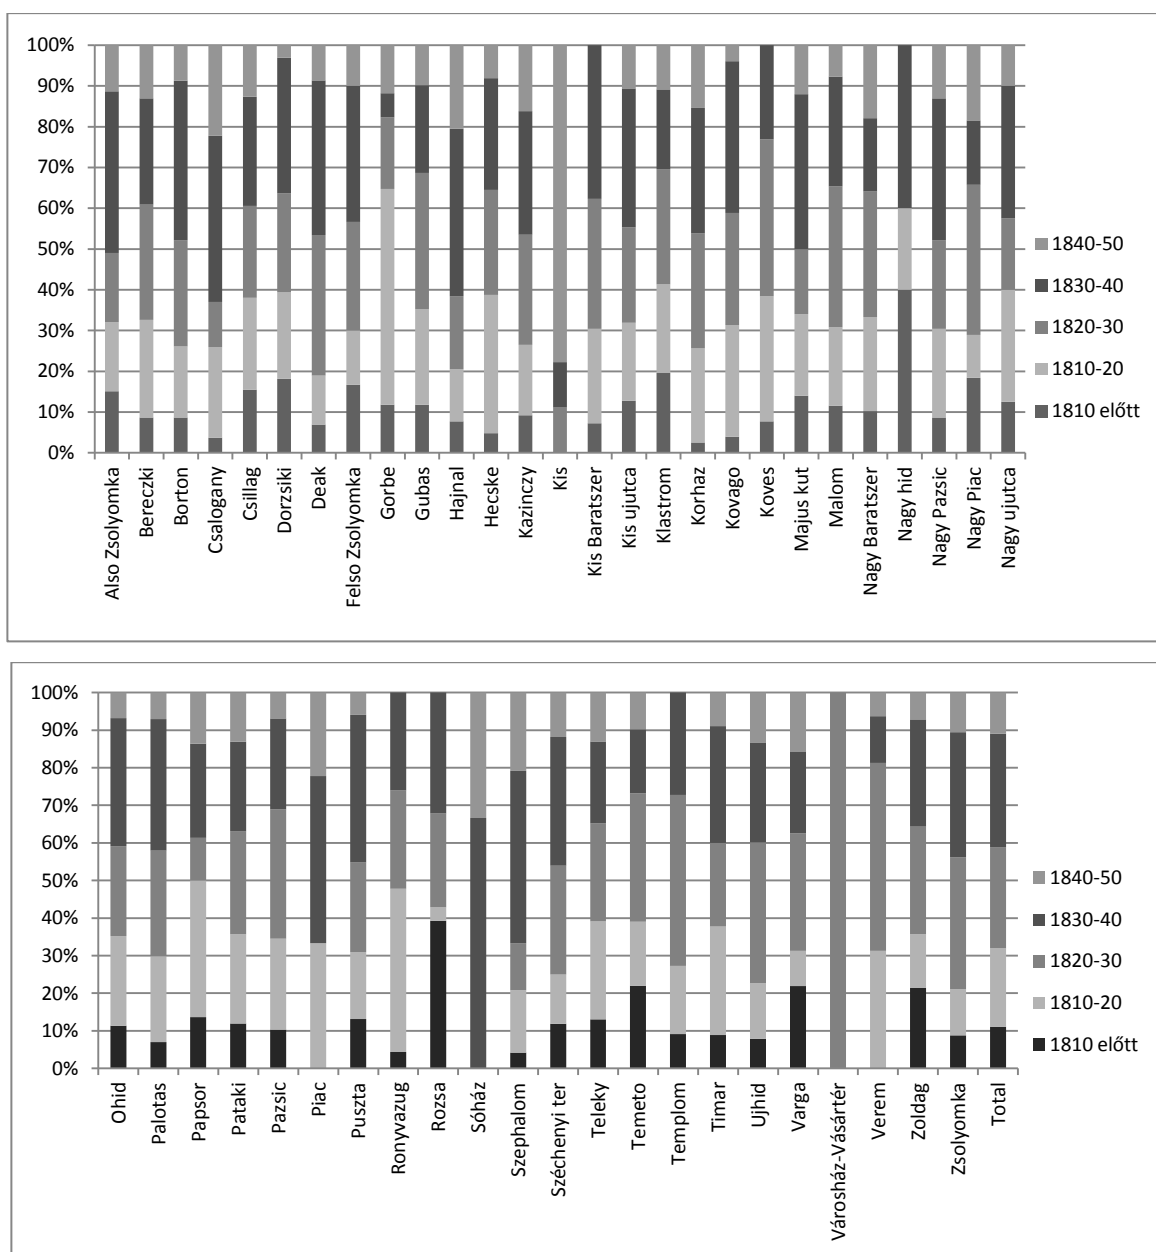 100%
90%
80%
70%
60%
50%
40%
30%
20%
10%
0%
1840-50
1830-40
1820-30
1810-20
1810 előtt
Also Zsolyomka
Bereczki
Borton
Csalogany
Csillag
Dorzsiki
Deak
Felso Zsolyomka
Gorbe
Gubas
Hajnal
Hecske
Kazinczy
Kis
Kis Baratszer
Kis ujutca
Klastrom
Korhaz
Kovago
Koves
Majus kut
Malom
Nagy Baratszer
Nagy hid
Nagy Pazsic
Nagy Piac
Nagy ujutca
100%
90%
80%
70%
60%
50%
40%
30%
20%
10%
0%
1840-50
1830-40
1820-30
1810-20
1810 előtt
Ohid
Palotas
Papsor
Pataki
Pazsic
Piac
Puszta
Ronyvazug
Rozsa
Sóház
Szephalom
Széchenyi ter
Teleky
Temeto
Templom
Timar
Ujhid
Varga
Városház-Vásártér
Verem
Zoldag
Zsolyomka
Total